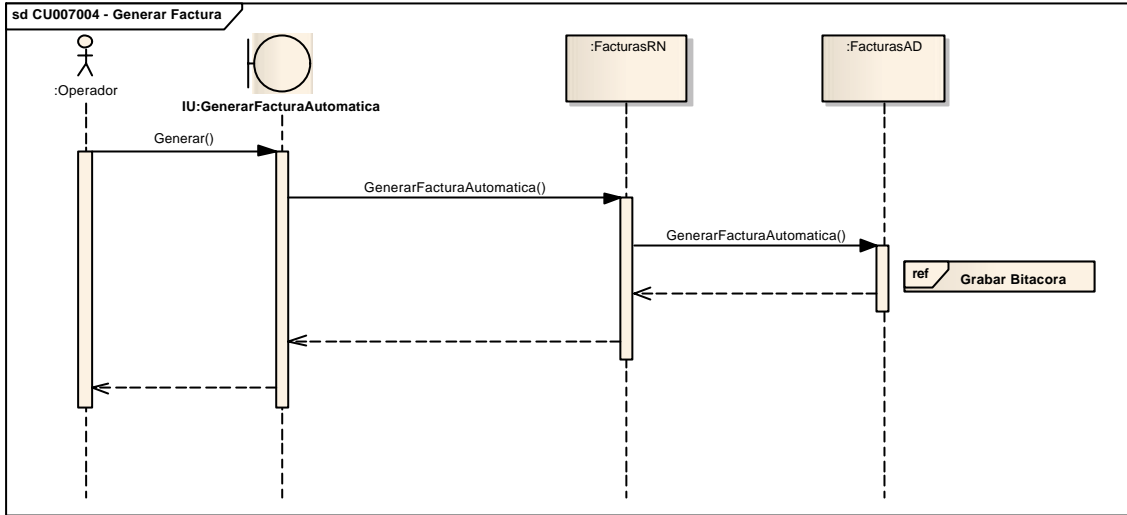 sd CU007004 - Generar Factura
:Operador
IU:GenerarFacturaAutomatica
:FacturasRN
:FacturasAD
Generar()
GenerarFacturaAutomatica()
GenerarFacturaAutomatica()
ref
Grabar Bitacora